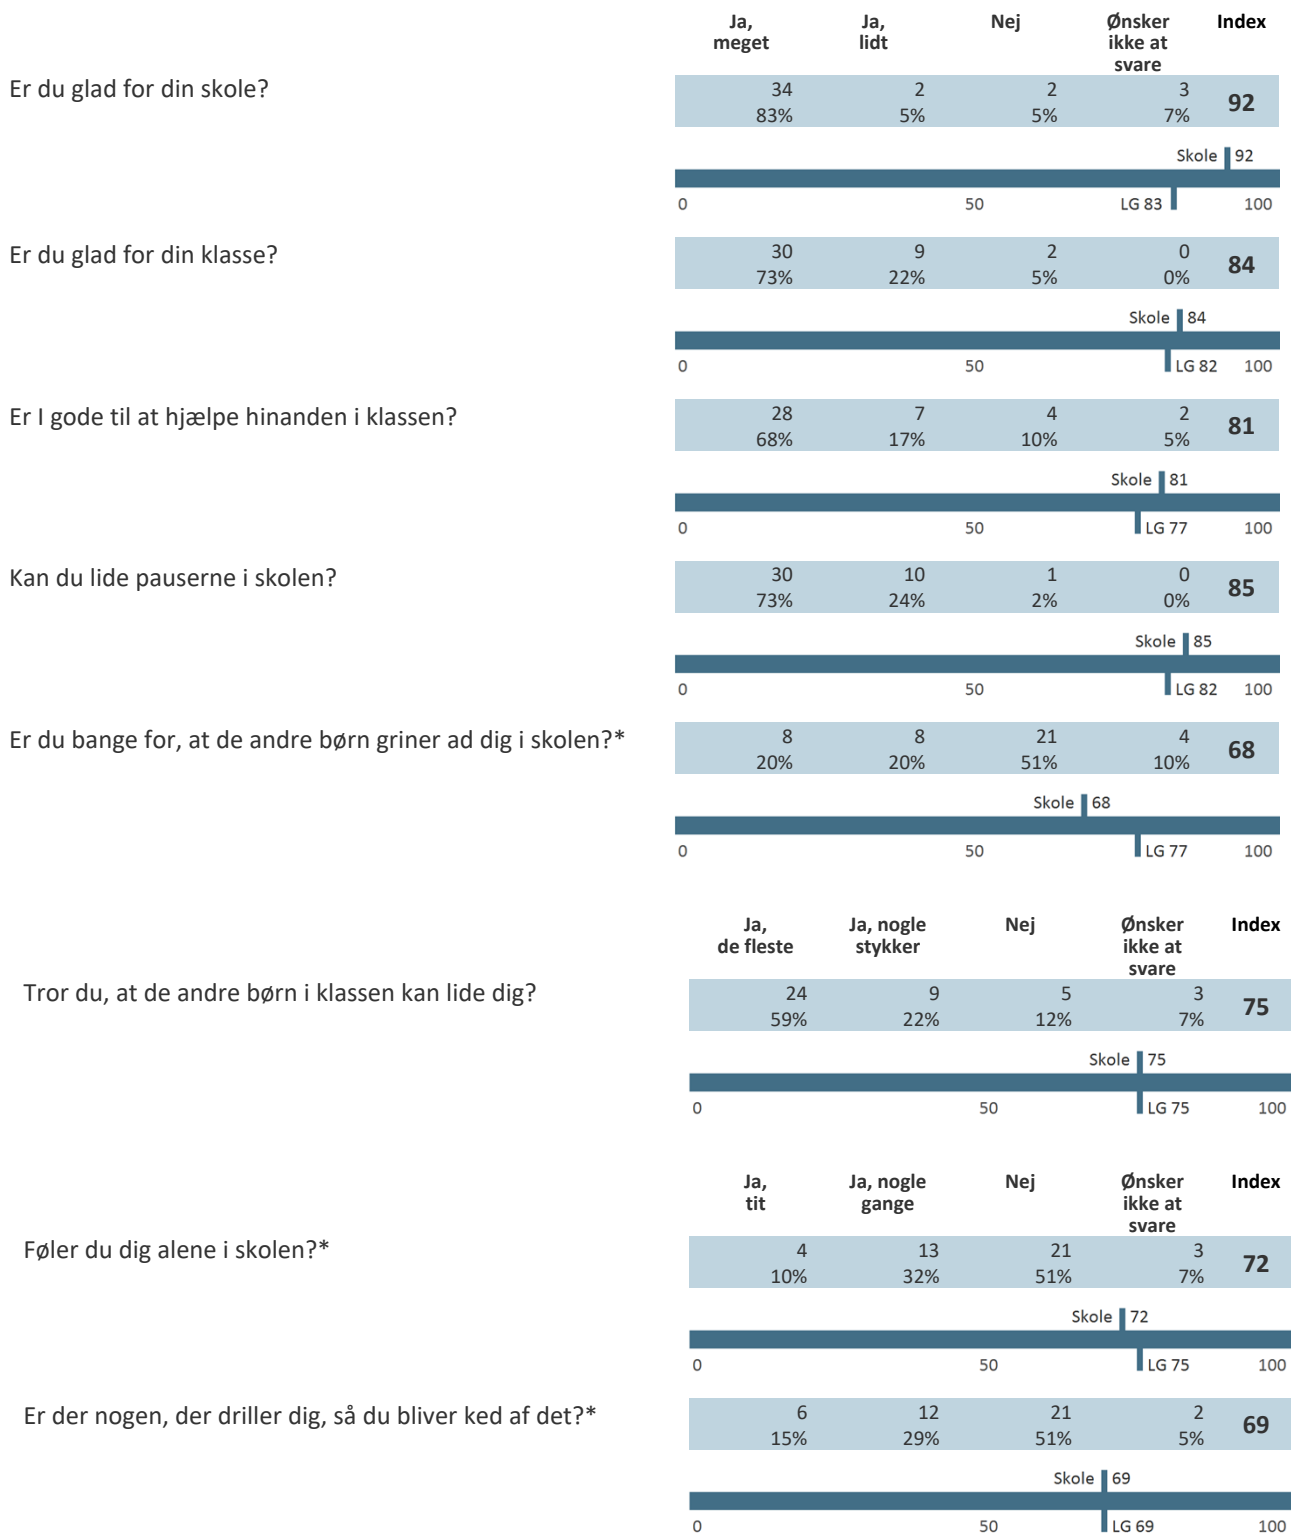 Ja, meget Ja, lidt Nej Ønsker ikke at svare Index
Er du glad for din skole?
34 2 2 3 92
83% 5% 5% 7%
Skole 92
0 50 LG 83 100
Er du glad for din klasse?
30 9 2 0 84
73% 22% 5% 0%
Skole 84
0 50 LG 82 100
Er I gode til at hjælpe hinanden i klassen?
28 7 4 2 81
68% 17% 10% 5%
Skole 81
0 50 LG 77 100
Kan du lide pauserne i skolen?
30 10 1 0 85
73% 24% 2% 0%
Skole 85
0 50 LG 82 100
Er du bange for, at de andre børn griner ad dig i skolen?*
8 8 21 4 68
20% 20% 51% 10%
Skole 68
0 50 LG 77 100
Ja, de fleste Ja, nogle stykker Nej Ønsker ikke at svare Index
Tror du, at de andre børn i klassen kan lide dig?
24 9 5 3 75
59% 22% 12% 7%
Skole 75
0 50 LG 75 100
Ja, tit Ja, nogle gange Nej Ønsker ikke at svare Index
Føler du dig alene i skolen?*
4 13 21 3 72
10% 32% 51% 7%
Skole 72
0 50 LG 75 100
Er der nogen, der driller dig, så du bliver ked af det?*
6 12 21 2 69
15% 29% 51% 5%
Skole 69
0 50 LG 69 100